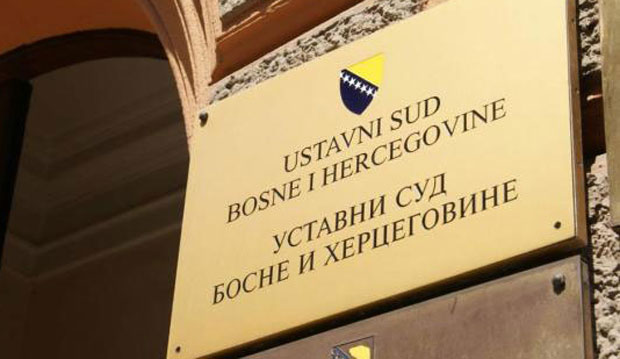 USTAVNI SUD
BOSNE I HERCEGOVINE
УСТАВНИ СУД
БОСНЕ И ХЕРЦЕГОВИНЕ